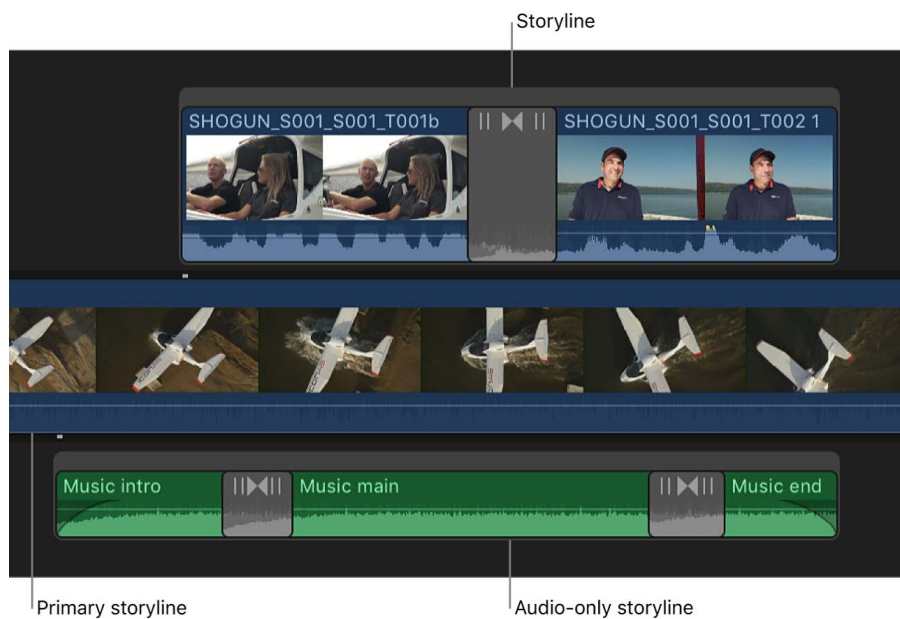 Storyline
SHOGUN_S001_S001_T001b
SHOGUN_S001_S001_T002 1
Music intro
Music main
Music end
Primary storyline
Audio-only storyline